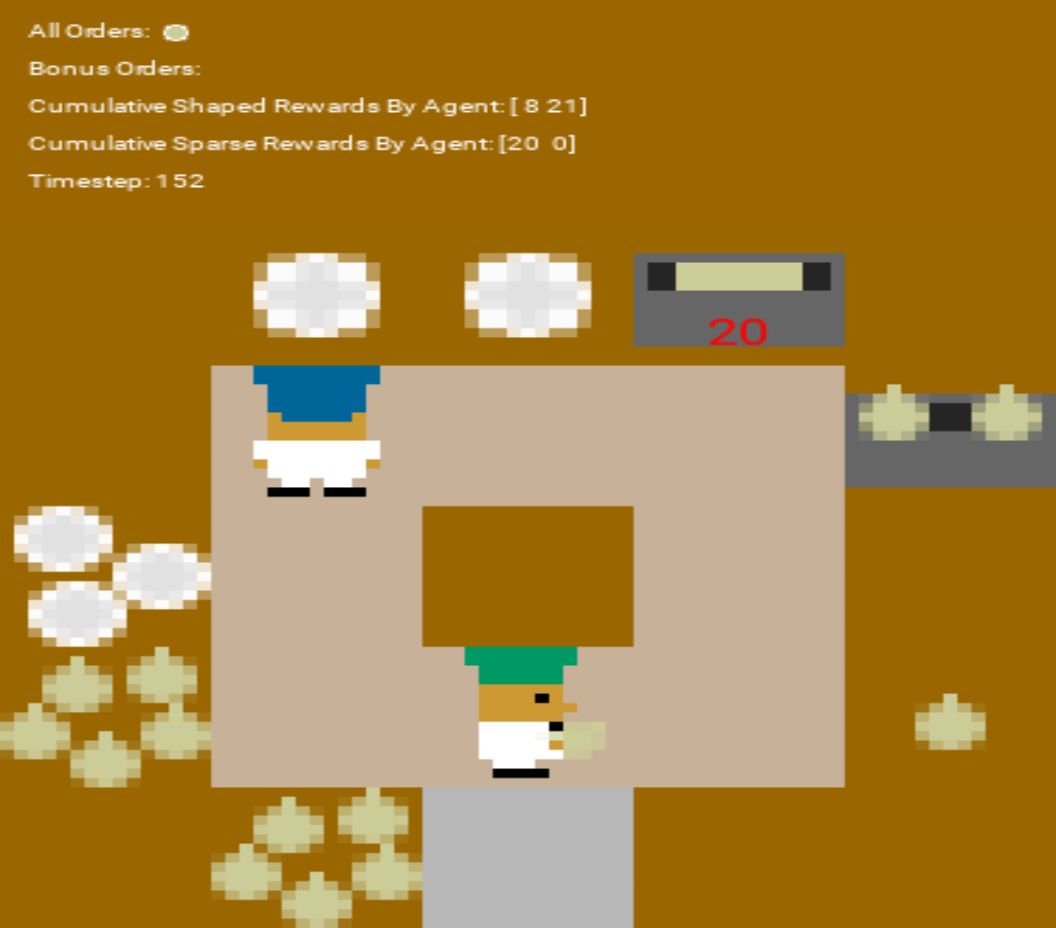 All Orders:
Bonus Orders:
Cumulative Shaped Rewards By Agent: [ 8 21]
Cumulative Sparse Rewards By Agent: [20  0]
Timestep: 152
20